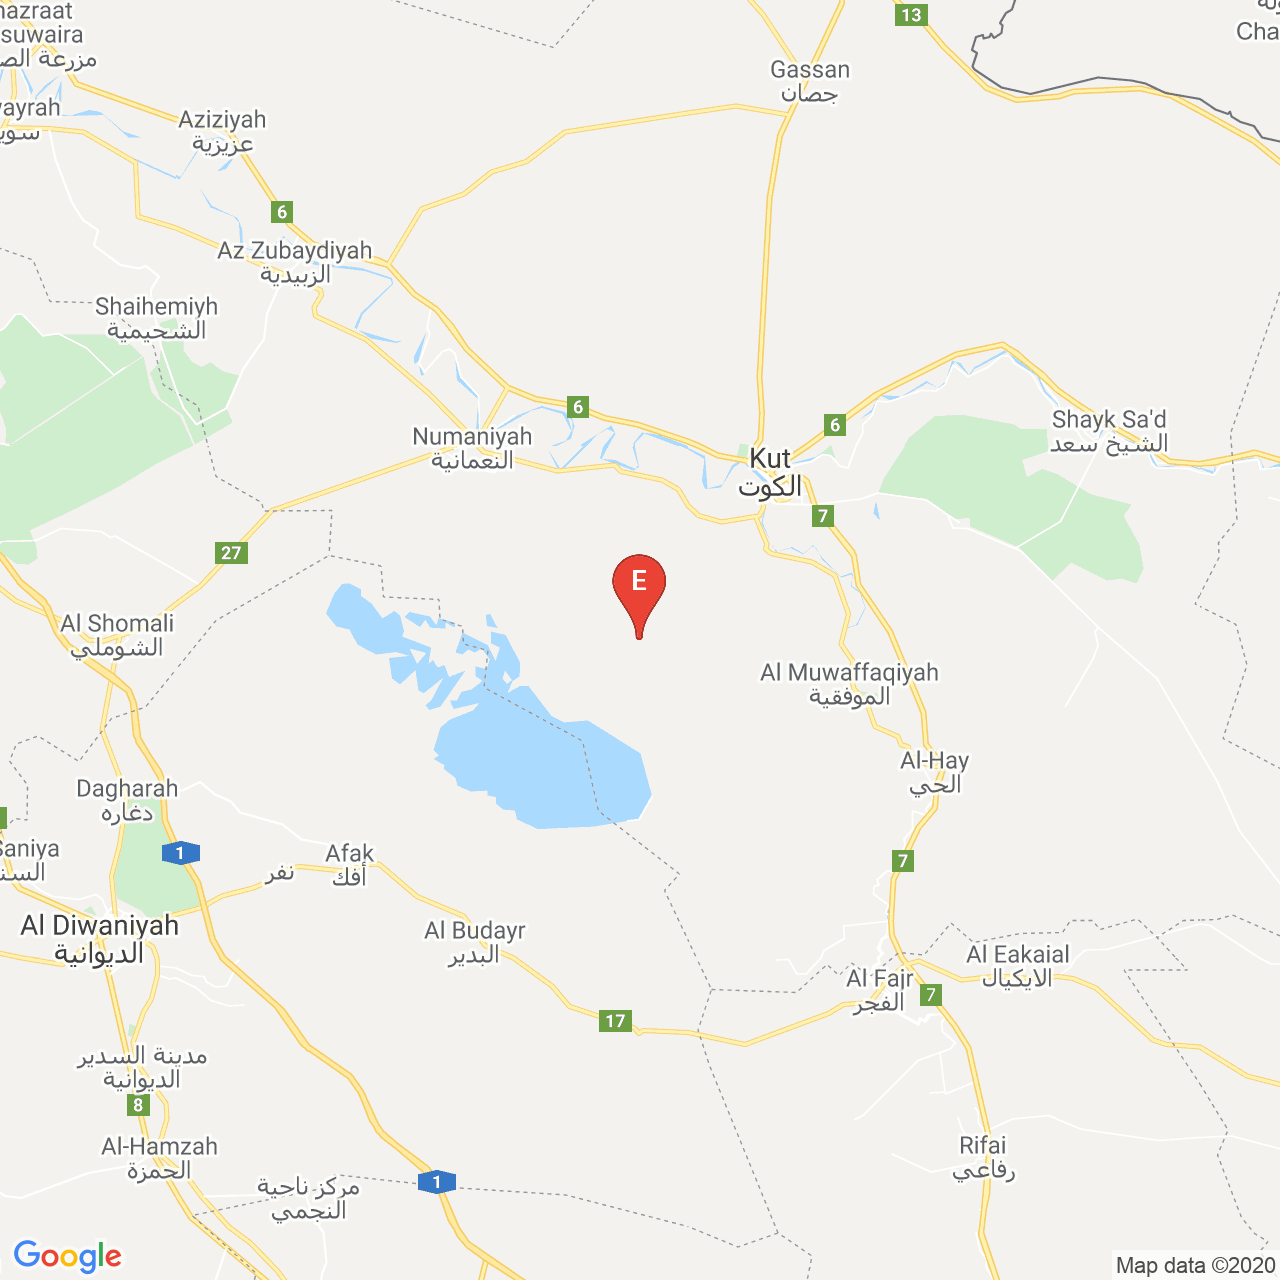 nazraat
suwaira
مزرعة الص
13
Gassan
جصان
Cha
ayrah
سوي
Aziziyah
عزيزية
6
Az Zubaydiyah
الزبيدية
Shaihemiyh
الشحيمية
6
6
Shayk Sa'd
الشيخ سعد
Numaniyah
النعمانية
Kut
الكوت
7
27
E
Al Shomali
الشوملي
Al Muwaffaqiyah
الموفقية
Al-Hay
الحي
Dagharah
دغاره
1
Saniya
السن
Afak
أفك
نفر
7
Al Diwaniyah
الديوانية
Al Budayr
البدير
Al Eakaial
الايكيال
Al Fajr
الفجر
7
17
مدينة السدير
الديوانية
8
Al-Hamzah
الحمزة
Rifai
رفاعي
مركز ناحية
النجمي
1
Google
Map data ©2020